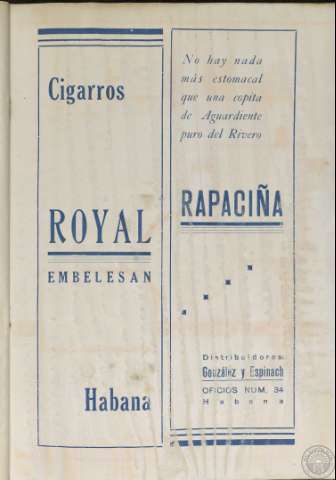 Cigarros
ROYAL
EMBELESAN
Habana
No hay nada
más estomacal
que una copita
de Aguardiente
puro del Rivero
RAPACIÑA
Distribuidores:
González y Espinach
OFICIOS NUM. 34
Habana